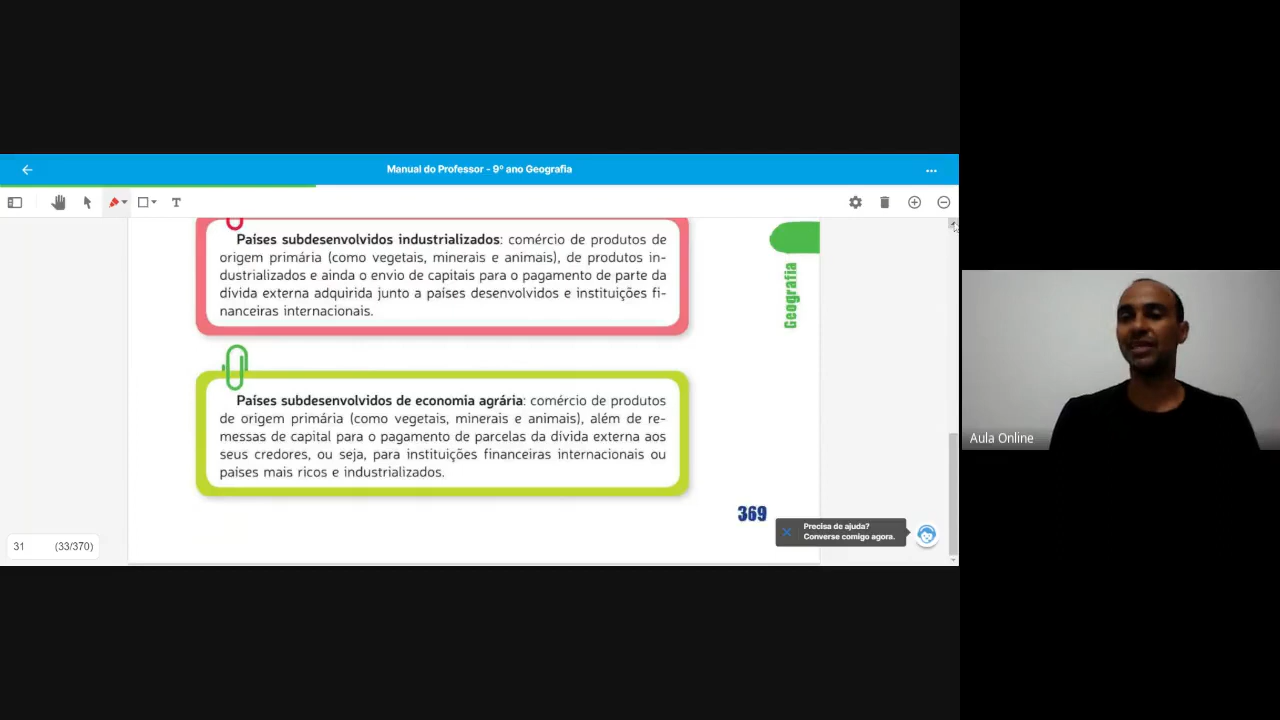 Manual do Professor - 9º ano Geografia
Países subdesenvolvidos industrializados: comércio de produtos de
origem primária (como vegetais, minerais e animais), de produtos in-
dustrializados e ainda o envio de capitais para o pagamento de parte da
dívida externa adquirida junto a países desenvolvidos e instituições fi-
nanceiras internacionais.
Geografia
Países subdesenvolvidos de economia agrária: comércio de produtos
de origem primária (como vegetais, minerais e animais), além de re-
messas de capital para o pagamento de parcelas da dívida externa aos
seus credores, ou seja, para instituições financeiras internacionais ou
países mais ricos e industrializados.
369
Precisa de ajuda?
Converse comigo agora.
31 (33/370)
Aula Online